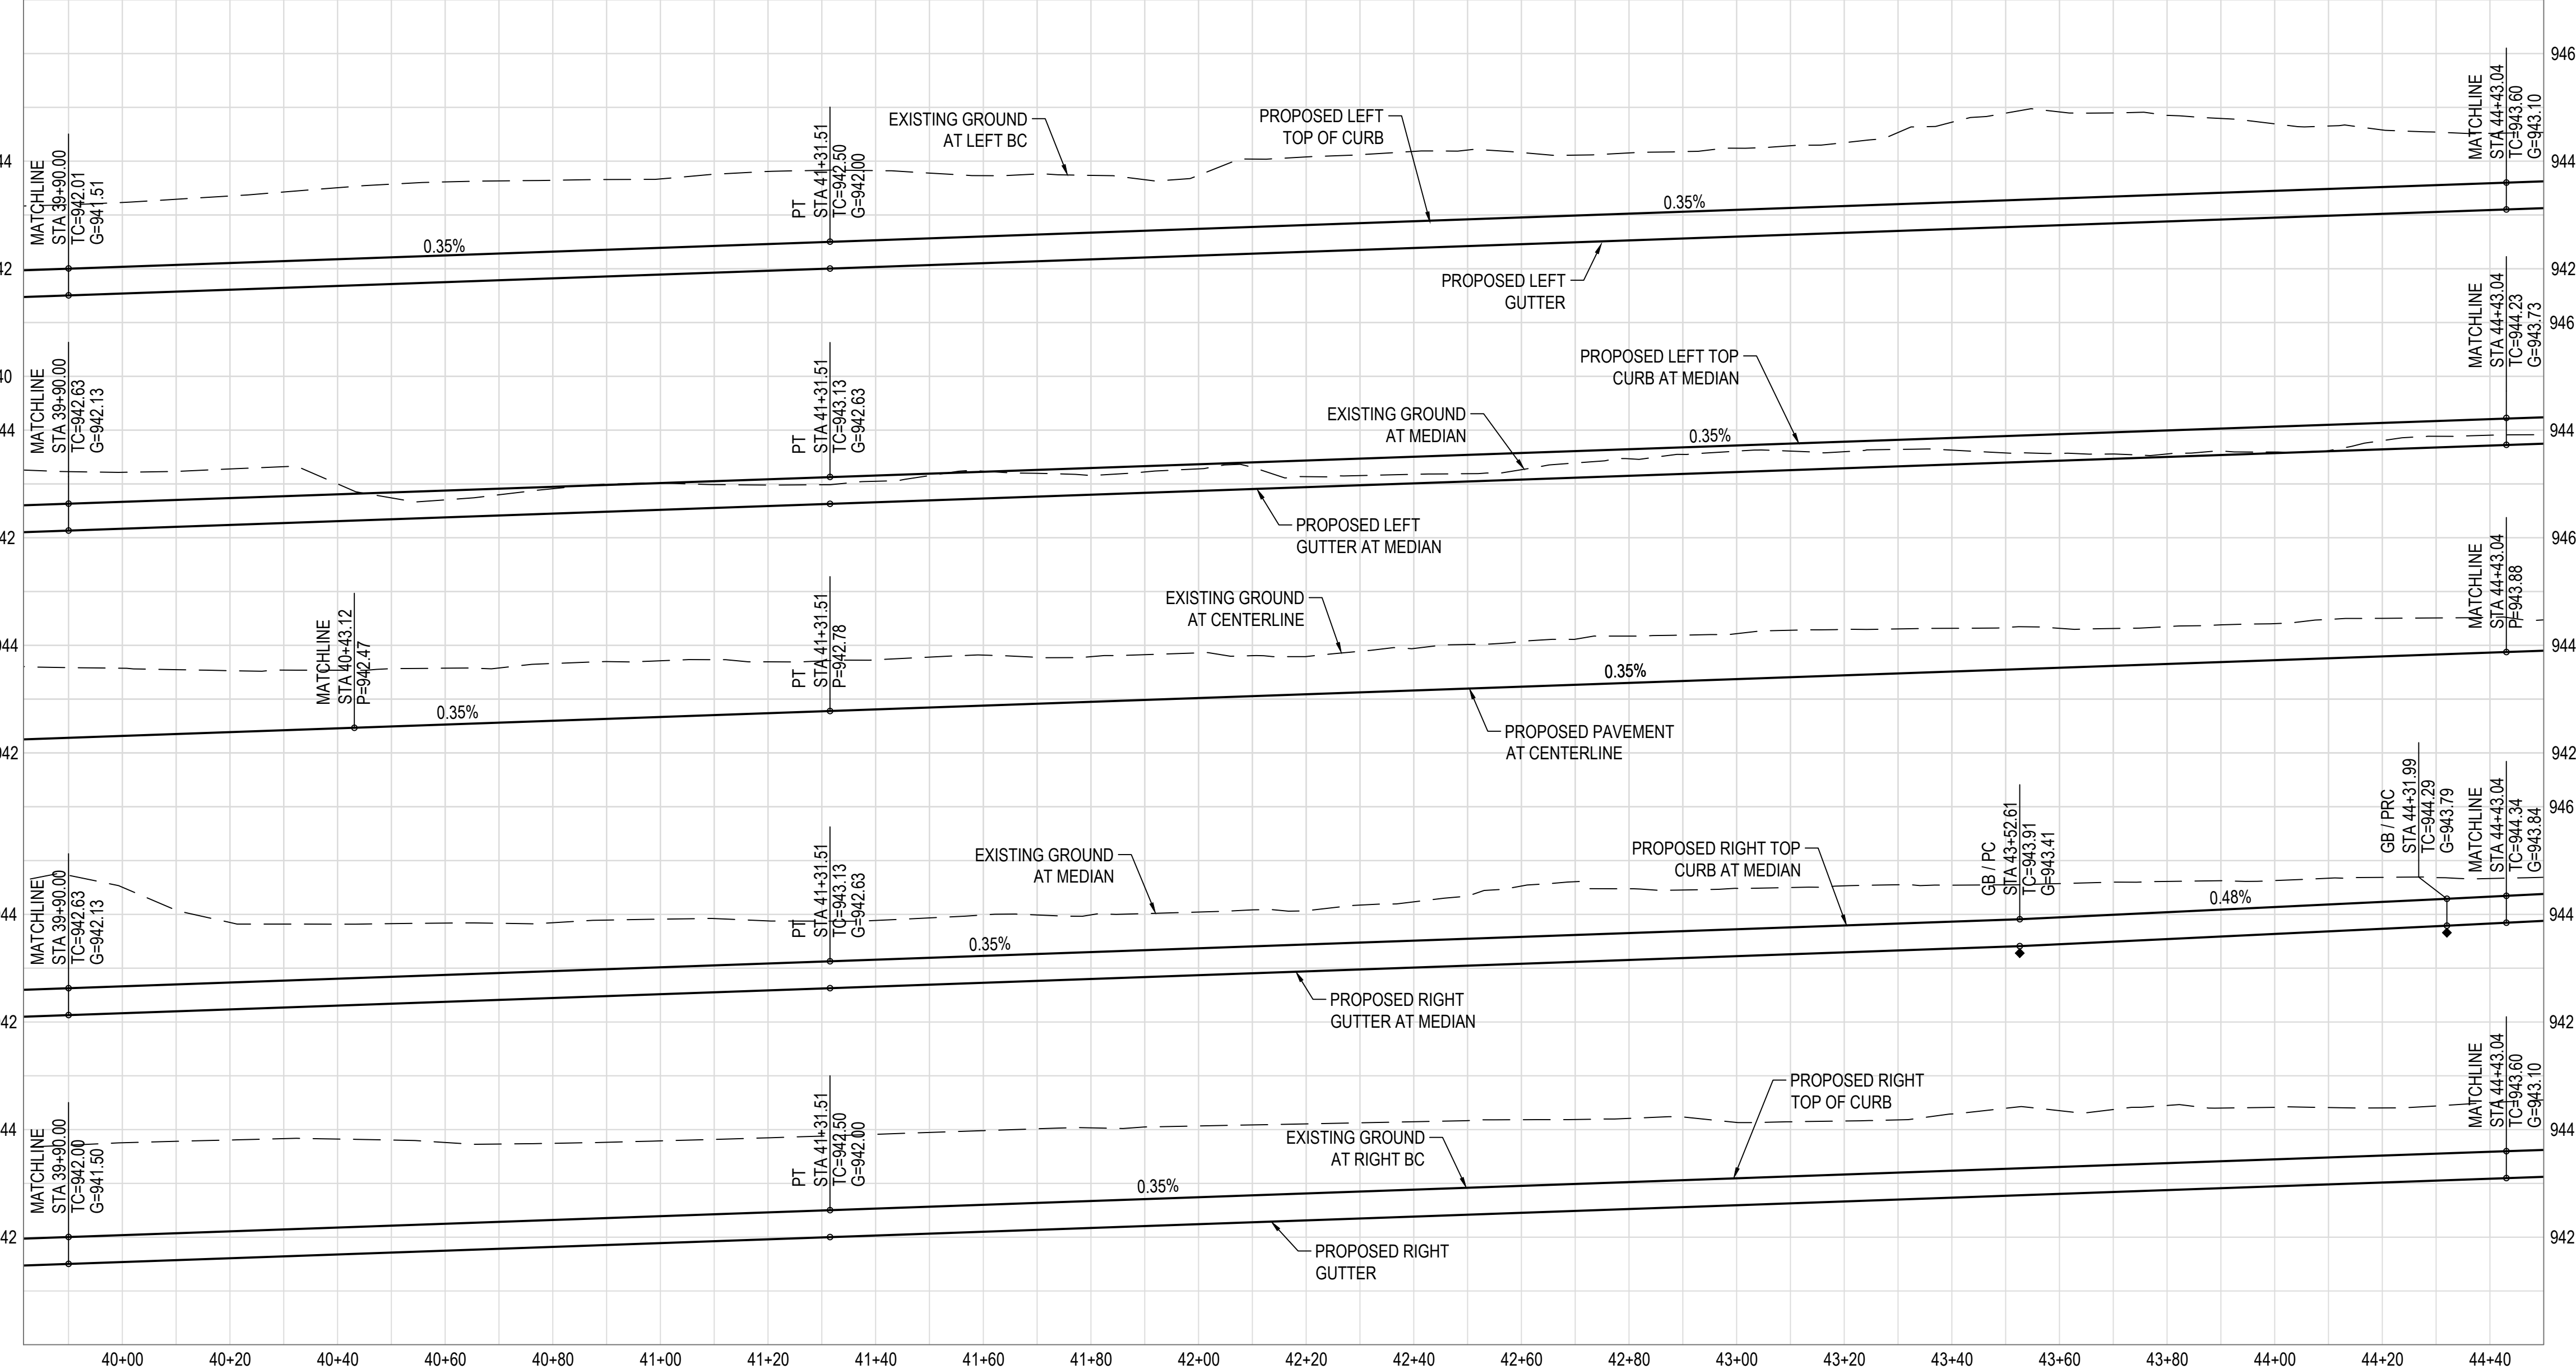 946
MATCHLINE
STA 39+90.00
TC=942.01
G=941.51
PT
STA 41+31.51
TC=942.50
G=942.00
EXISTING GROUND
AT LEFT BC
PROPOSED LEFT
TOP OF CURB
MATCHLINE
STA 44+43.04
TC=943.60
G=943.10
44
944
0.35%
0.35%
42
942
PROPOSED LEFT
GUTTER
946
MATCHLINE
STA 39+90.00
TC=942.63
G=942.13
PT
STA 41+31.51
TC=943.13
G=942.63
PROPOSED LEFT TOP
CURB AT MEDIAN
EXISTING GROUND
AT MEDIAN
MATCHLINE
STA 44+43.04
TC=944.23
G=943.73
40
44
944
0.35%
PROPOSED LEFT
GUTTER AT MEDIAN
42
946
MATCHLINE
STA 40+43.12
P=942.47
PT
STA 41+31.51
P=942.78
EXISTING GROUND
AT CENTERLINE
MATCHLINE
STA 44+43.04
P=943.88
944
944
0.35%
0.35%
PROPOSED PAVEMENT
AT CENTERLINE
942
942
946
MATCHLINE
STA 39+90.00
TC=942.63
G=942.13
PT
STA 41+31.51
TC=943.13
G=942.63
EXISTING GROUND
AT MEDIAN
PROPOSED RIGHT TOP
CURB AT MEDIAN
GB / PC
STA 43+52.61
TC=943.91
G=943.41
GB / PRC
STA 44+31.99
TC=944.29
G=943.79
MATCHLINE
STA 44+43.04
TC=944.34
G=943.84
44
944
0.35%
0.48%
PROPOSED RIGHT
GUTTER AT MEDIAN
42
942
MATCHLINE
STA 39+90.00
TC=942.00
G=941.50
PT
STA 41+31.51
TC=942.50
G=942.00
EXISTING GROUND
AT RIGHT BC
PROPOSED RIGHT
TOP OF CURB
MATCHLINE
STA 44+43.04
TC=943.60
G=943.10
44
944
0.35%
42
942
PROPOSED RIGHT
GUTTER
40+00 40+20 40+40 40+60 40+80 41+00 41+20 41+40 41+60 41+80 42+00 42+20 42+40 42+60 42+80 43+00 43+20 43+40 43+60 43+80 44+00 44+20 44+40